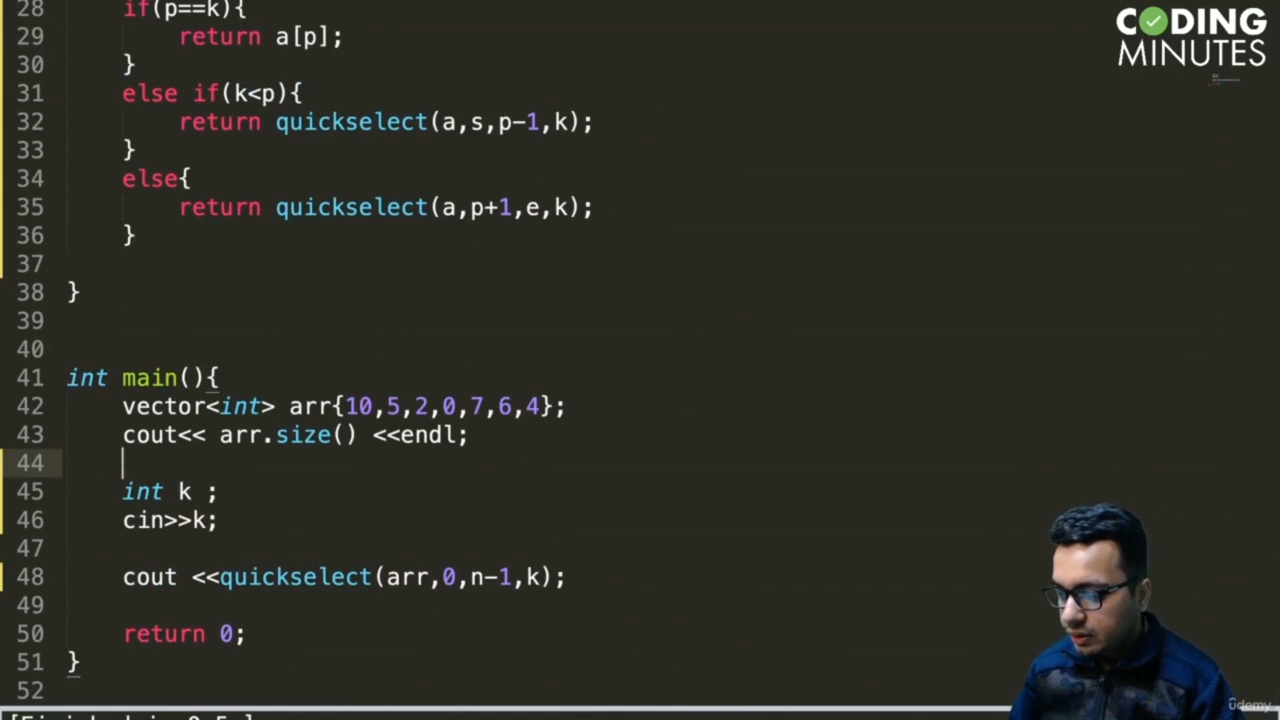 28 if(p==k){
29 return a[p];
30 }
31 else if(k<p){
32 return quickselect(a,s,p-1,k);
33 }
34 else{
35 return quickselect(a,p+1,e,k);
36 }
37
38 }
39
40
41 int main(){
42 vector<int> arr{10,5,2,0,7,6,4};
43 cout<< arr.size() <<endl;
44
45 int k ;
46 cin>>k;
47
48 cout <<quickselect(arr,0,n-1,k);
49
50 return 0;
51 }
52
CODING
MINUTES
udemy